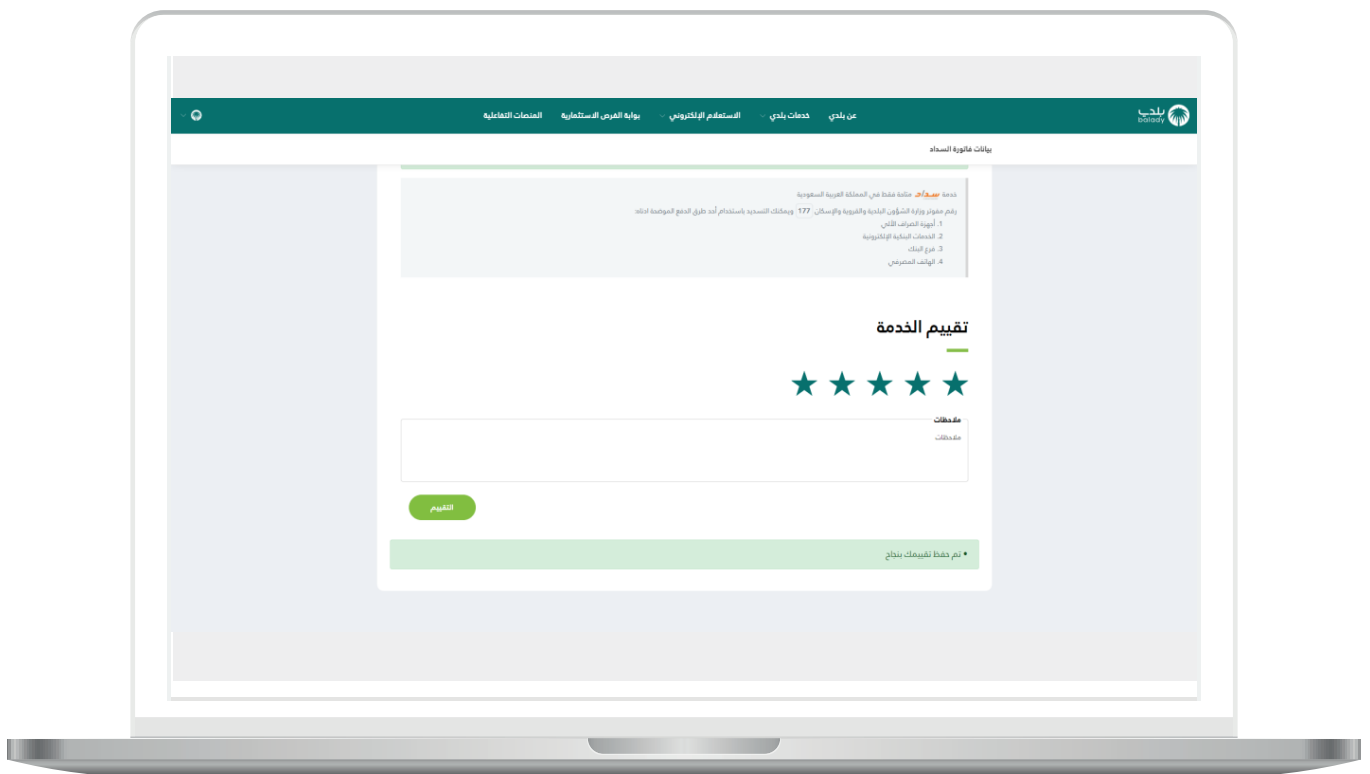 بلدي
balady
عن بلدي
خدمات بلدي
الاستعلام الإلكتروني
بوابة الفرص الاستثمارية
المنصات التفاعلية
بيانات فاتورة السداد
خدمة سداد متاحة فقط في المملكة العربية السعودية
رقم مفوتر وزارة الشؤون البلدية والقروية والإسكان 177 ويمكنك التسديد باستخدام أحد طرق الدفع الموضحة ادناه
1. أجهزة الصراف الآلي
2. الخدمات البنكية الإلكترونية
3. فرع البنك
4. الهاتف المصرفي
تقييم الخدمة
ملاحظات
ملاحظات
التقييم
• تم حفظ تقييمك بنجاح